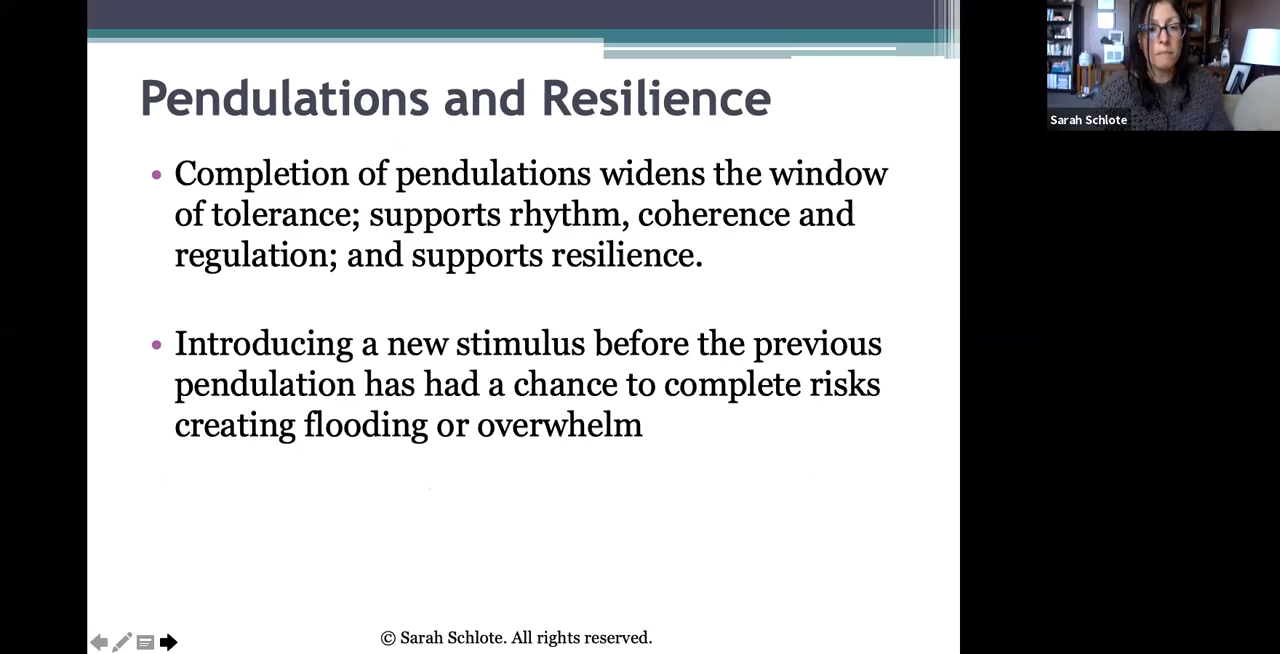 Pendulations and Resilience
• Completion of pendulations widens the window
of tolerance; supports rhythm, coherence and
regulation; and supports resilience.
• Introducing a new stimulus before the previous
pendulation has had a chance to complete risks
creating flooding or overwhelm
© Sarah Schlote. All rights reserved.
Sarah Schlote